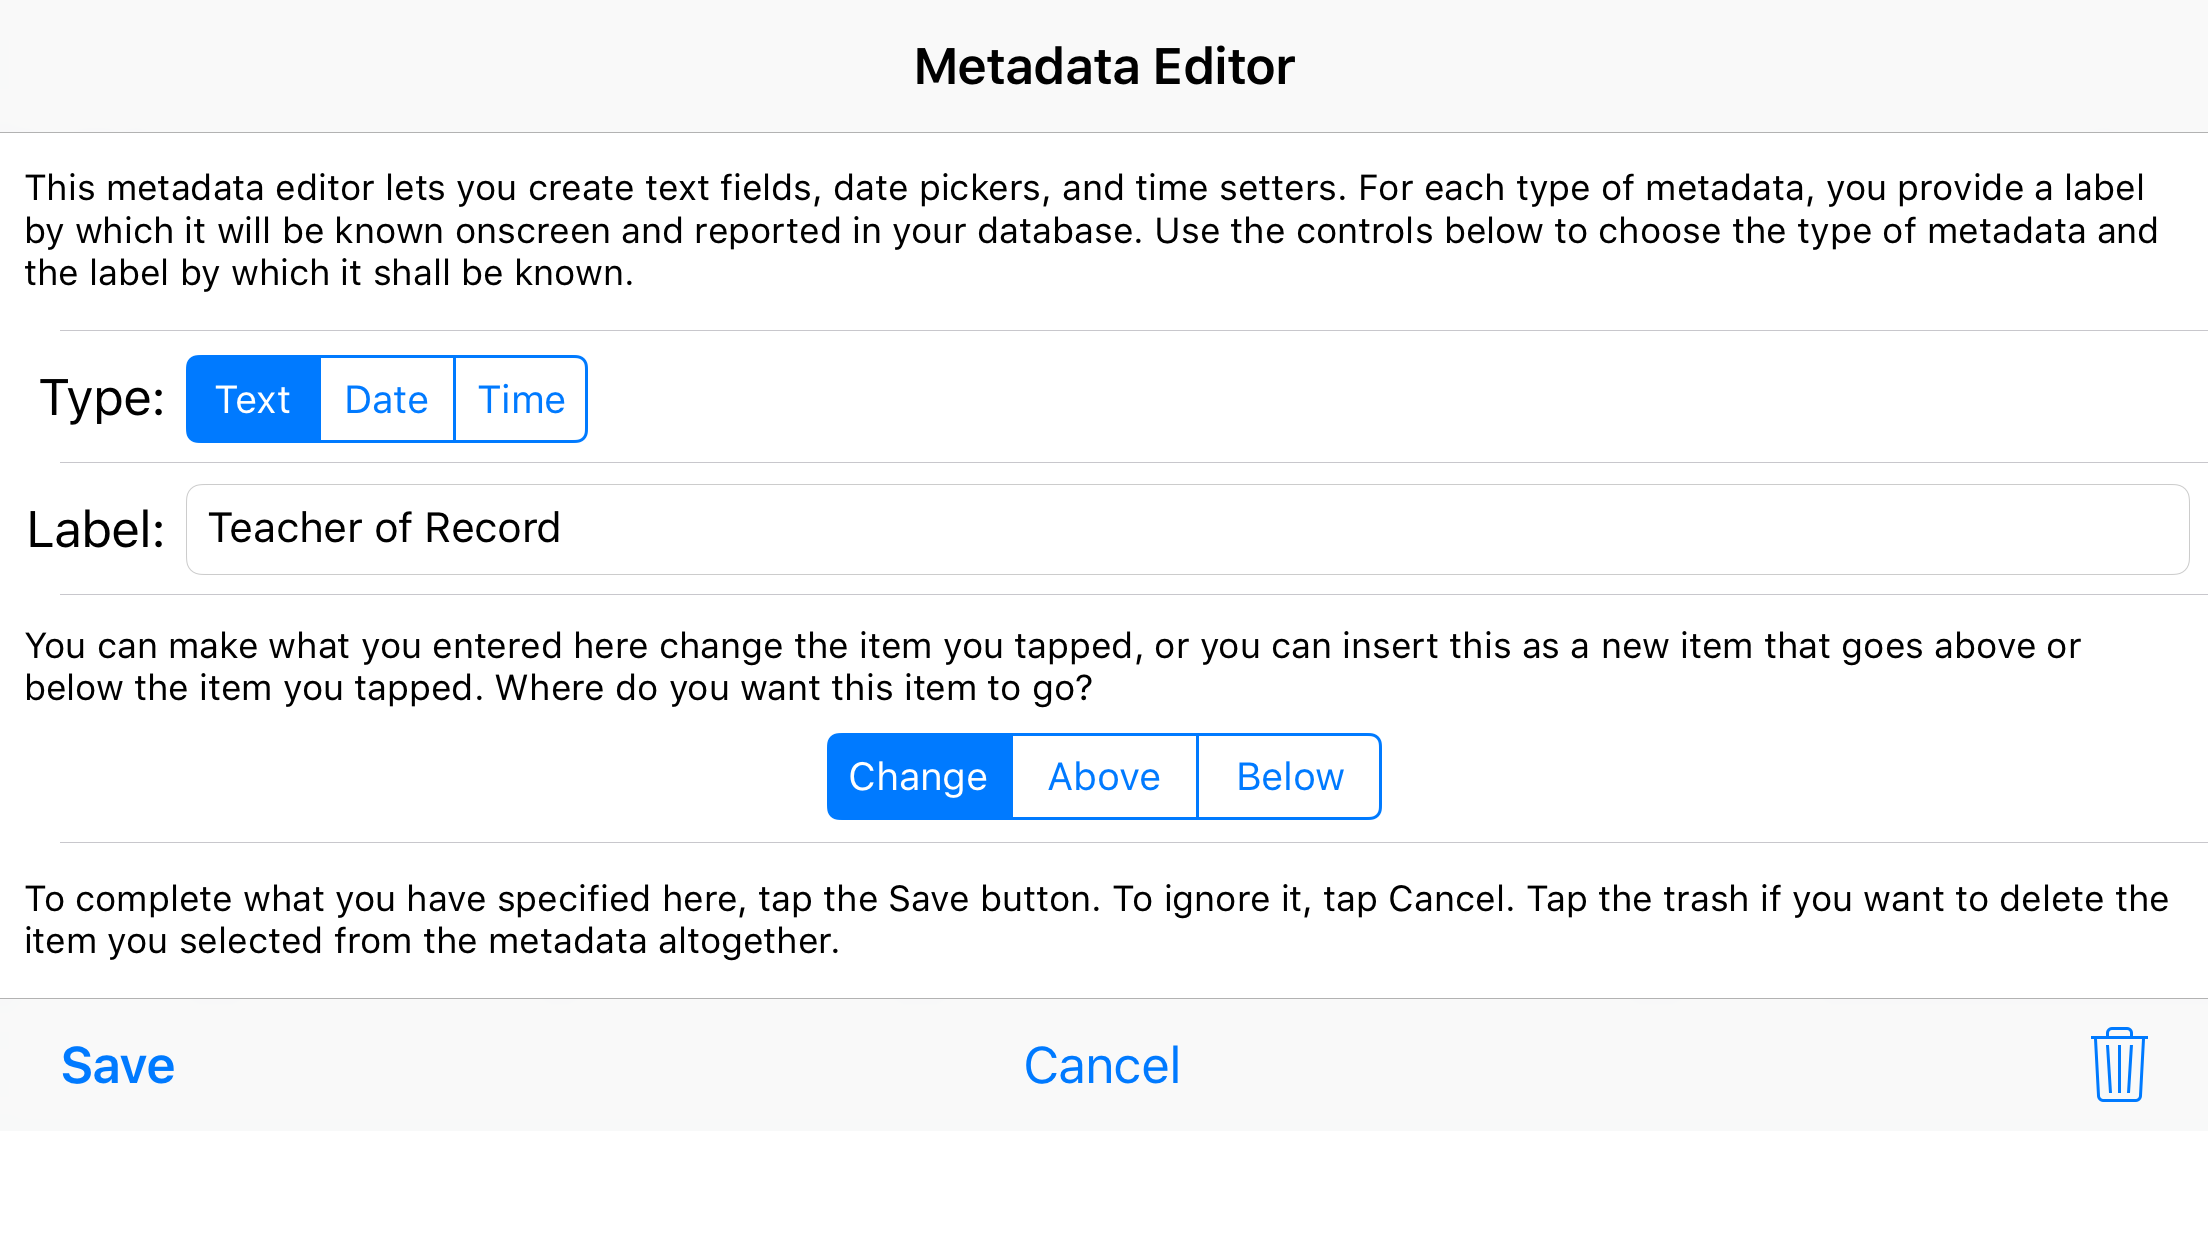 Metadata Editor
This metadata editor lets you create text fields, date pickers, and time setters. For each type of metadata, you provide a label
by which it will be known onscreen and reported in your database. Use the controls below to choose the type of metadata and
the label by which it shall be known.
Type: Text Date Time
Label: Teacher of Record
You can make what you entered here change the item you tapped, or you can insert this as a new item that goes above or
below the item you tapped. Where do you want this item to go?
Change Above Below
To complete what you have specified here, tap the Save button. To ignore it, tap Cancel. Tap the trash if you want to delete the
item you selected from the metadata altogether.
Save Cancel